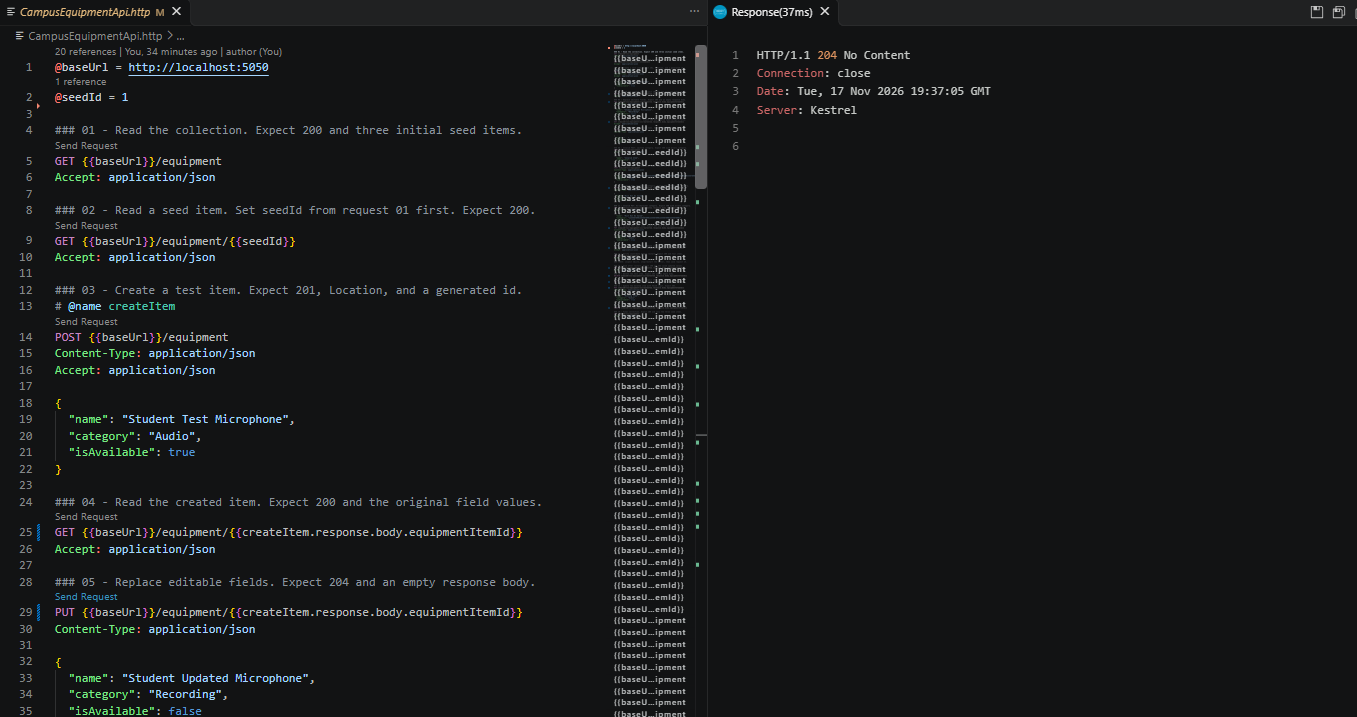 CampusEquipmentApi.http M
CampusEquipmentApi.http > ...
20 references | You, 34 minutes ago | author (You)
1 @baseUrl = http://localhost:5050
1 reference
2 @seedId = 1
3
4 ### 01 - Read the collection. Expect 200 and three initial seed items.
Send Request
5 GET {{baseUrl}}/equipment
6 Accept: application/json
7
8 ### 02 - Read a seed item. Set seedId from request 01 first. Expect 200.
Send Request
9 GET {{baseUrl}}/equipment/{{seedId}}
10 Accept: application/json
11
12 ### 03 - Create a test item. Expect 201, Location, and a generated id.
13 # @name createItem
Send Request
14 POST {{baseUrl}}/equipment
15 Content-Type: application/json
16 Accept: application/json
17
18 {
19 "name": "Student Test Microphone",
20 "category": "Audio",
21 "isAvailable": true
22 }
23
24 ### 04 - Read the created item. Expect 200 and the original field values.
Send Request
25 GET {{baseUrl}}/equipment/{{createItem.response.body.equipmentItemId}}
26 Accept: application/json
27
28 ### 05 - Replace editable fields. Expect 204 and an empty response body.
Send Request
29 PUT {{baseUrl}}/equipment/{{createItem.response.body.equipmentItemId}}
30 Content-Type: application/json
31
32 {
33 "name": "Student Updated Microphone",
34 "category": "Recording",
35 "isAvailable": false
Response(37ms)
1 HTTP/1.1 204 No Content
2 Connection: close
3 Date: Tue, 17 Nov 2026 19:37:05 GMT
4 Server: Kestrel
5
6